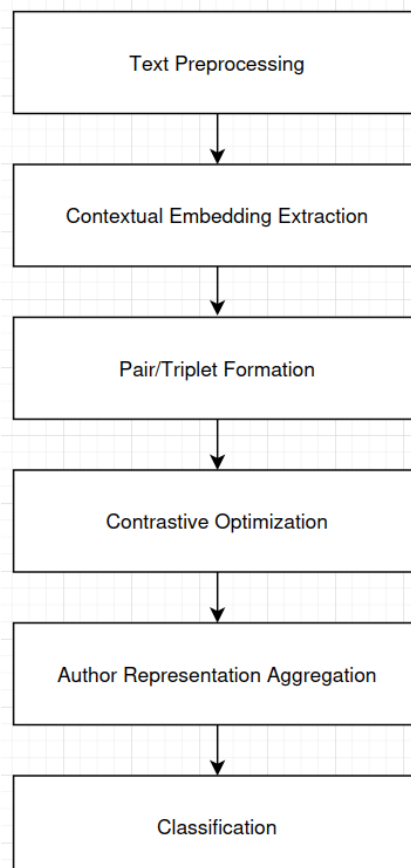 Text Preprocessing
Contextual Embedding Extraction
Pair/Triplet Formation
Contrastive Optimization
Author Representation Aggregation
Classification